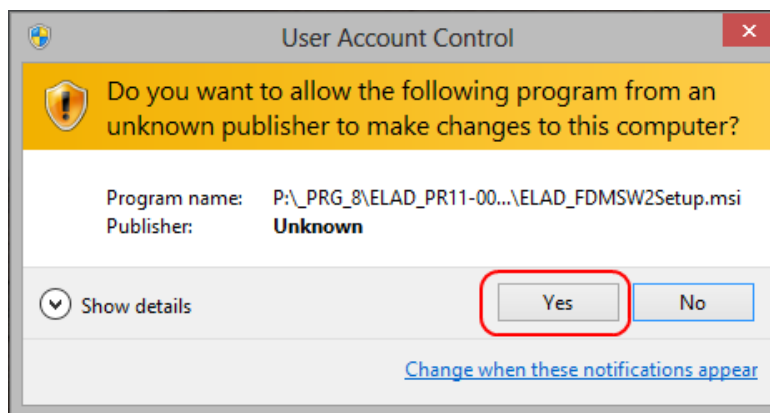 User Account Control
Do you want to allow the following program from an
unknown publisher to make changes to this computer?
Program name: P:\_PRG_8\ELAD_PR11-00...\ELAD_FDMSW2Setup.msi
Publisher: Unknown
Show details
Yes
No
Change when these notifications appear